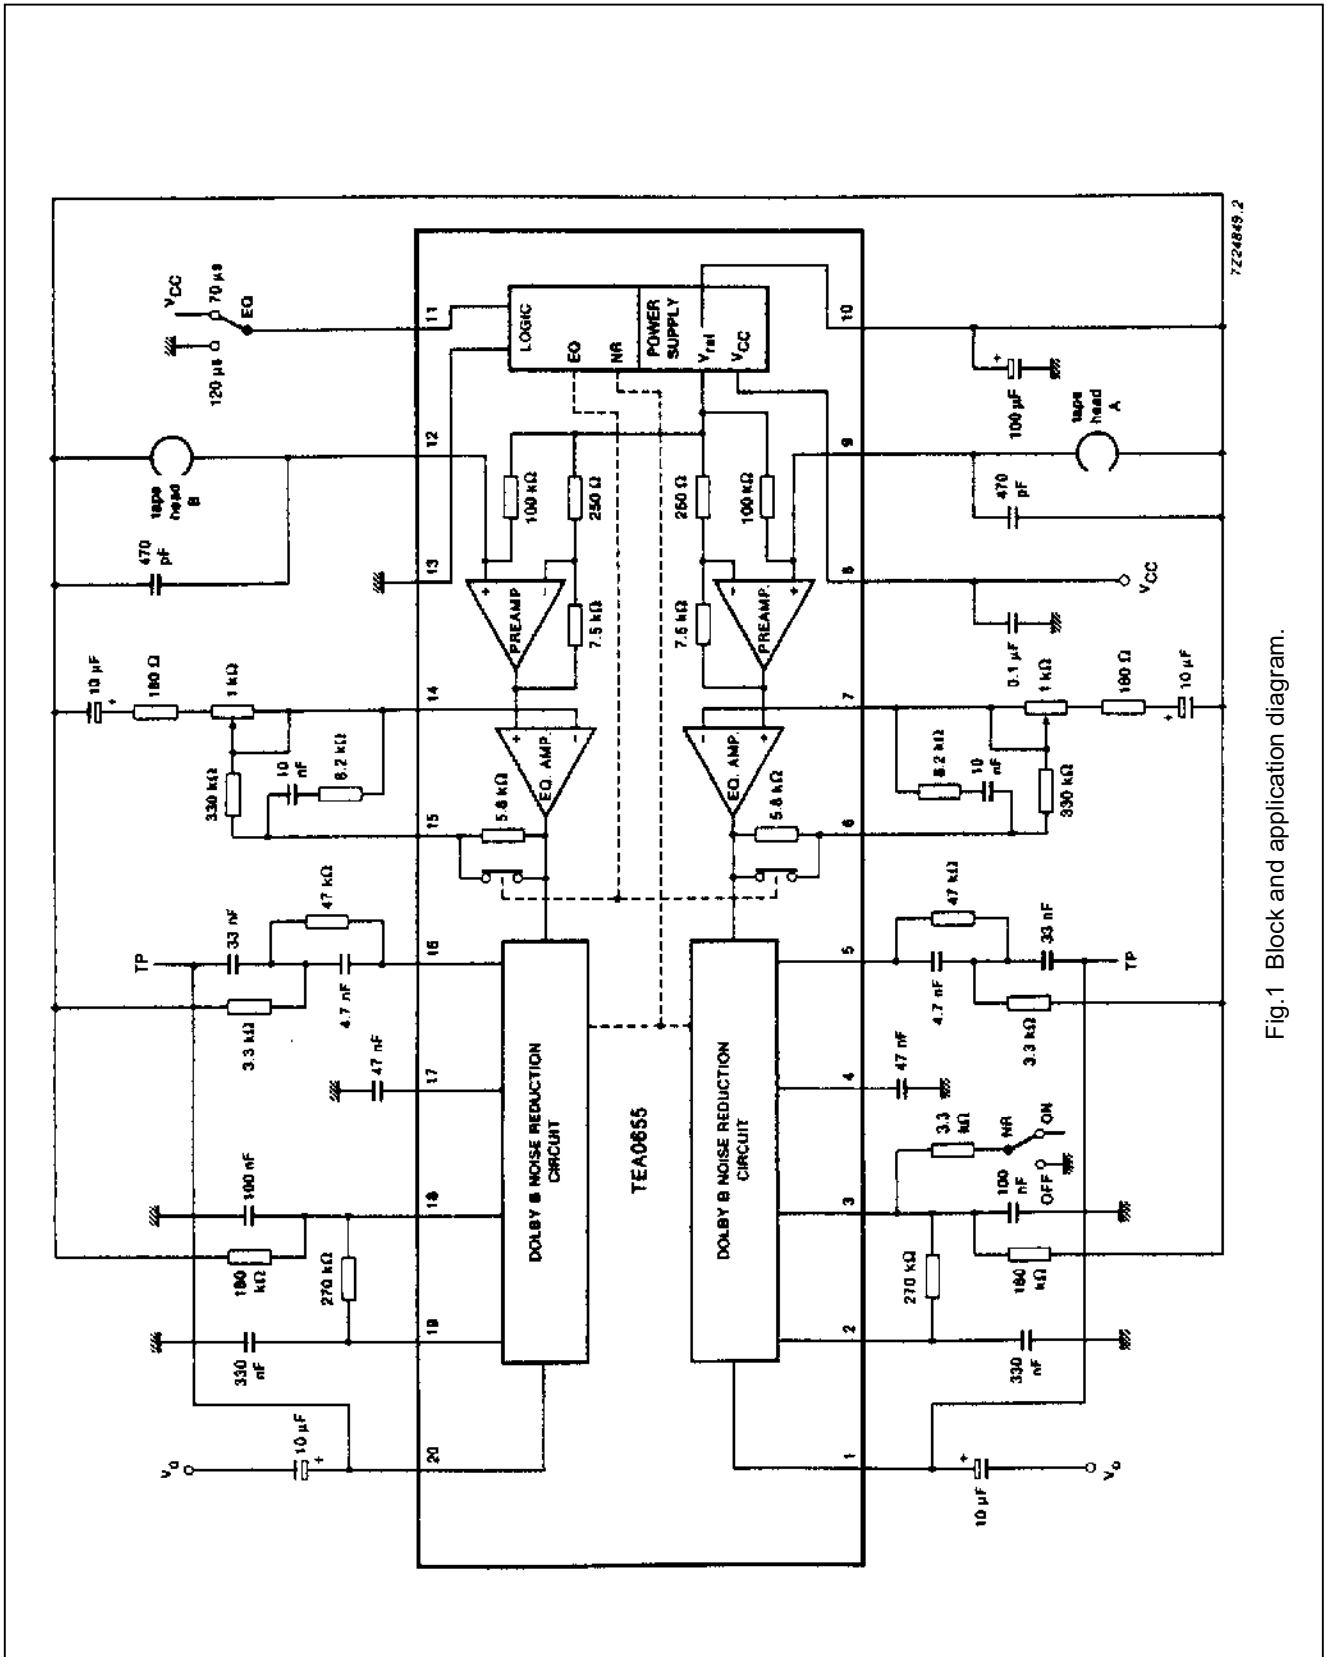 7Z24849.2
VCC
70 µs
EQ
120 µs
11
LOGIC
EQ
NR
POWER
SUPPLY
Vref
VCC
10
+
100 µF
tape
head
A
tape
head
B
12
100 kΩ
250 Ω
250 Ω
100 kΩ
9
470
pF
470
pF
13
+
-
PREAMP.
7.5 kΩ
7.5 kΩ
-
+
PREAMP.
8
VCC
0.1 µF
10 µF
+
180 Ω
1 kΩ
14
7
1 kΩ
180 Ω
+
10 µF
330 kΩ
10
nF
8.2 kΩ
+
-
EQ. AMP.
-
+
EQ. AMP.
8.2 kΩ
10
nF
330 kΩ
15
5.8 kΩ
5.8 kΩ
6
TP
33 nF
47 kΩ
16
5
47 kΩ
33 nF
TP
3.3 kΩ
4.7 nF
4.7 nF
3.3 kΩ
47 nF
17
4
47 nF
DOLBY B NOISE REDUCTION
CIRCUIT
TEA0655
DOLBY B NOISE REDUCTION
CIRCUIT
3.3
kΩ
NR
ON
OFF
100 nF
18
3
100
nF
180
kΩ
270 kΩ
270 kΩ
180
kΩ
330
nF
19
2
330
nF
Vo
10 µF
+
20
1
+
10 µF
Vo
Fig.1 Block and application diagram.